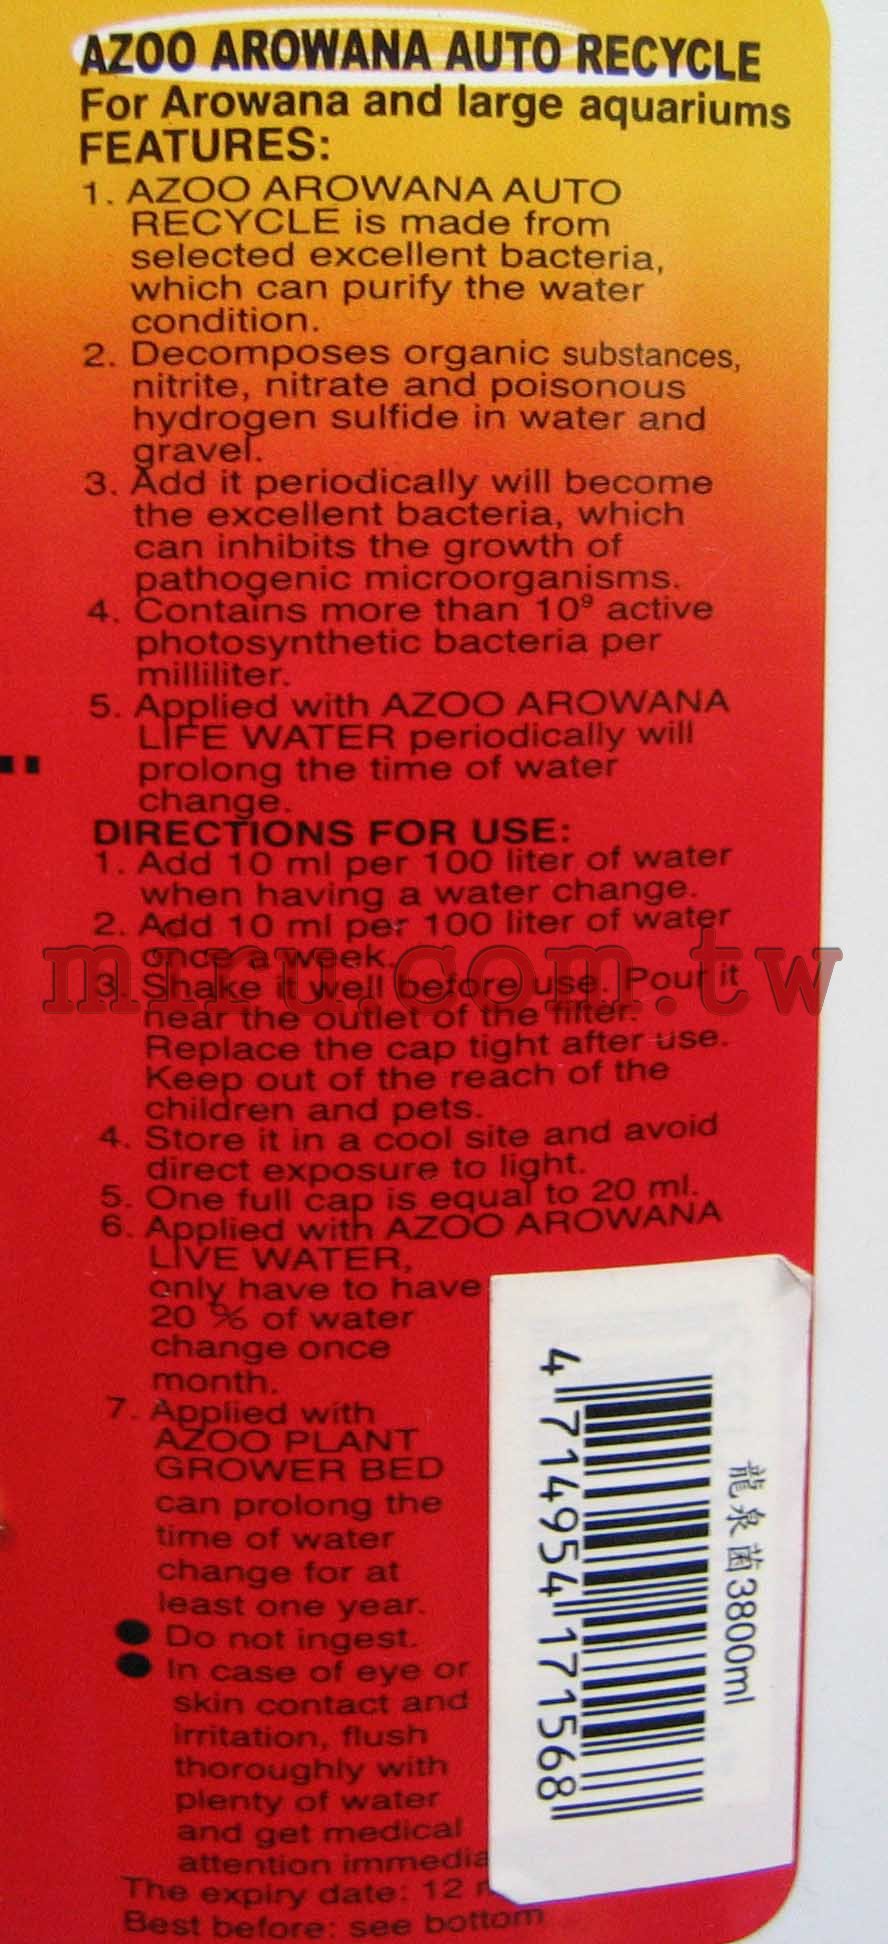 AZOO AROWANA AUTO RECYCLE
For Arowana and large aquariums
FEATURES:
1. AZOO AROWANA AUTO
RECYCLE is made from
selected excellent bacteria,
which can purify the water
condition.
2. Decomposes organic substances,
nitrite, nitrate and poisonous
hydrogen sulfide in water and
gravel.
3. Add it periodically will become
the excellent bacteria, which
can inhibits the growth of
pathogenic microorganisms.
4. Contains more than 10⁹ active
photosynthetic bacteria per
milliliter.
5. Applied with AZOO AROWANA
LIFE WATER periodically will
prolong the time of water
change.
DIRECTIONS FOR USE:
1. Add 10 ml per 100 liter of water
when having a water change.
2. Add 10 ml per 100 liter of water
once a week.
miru.com.tw
3. Shake it well before use. Pour it
near the outlet of the filter.
Replace the cap tight after use.
Keep out of the reach of the
children and pets.
4. Store it in a cool site and avoid
direct exposure to light.
5. One full cap is equal to 20 ml.
6. Applied with AZOO AROWANA
LIVE WATER,
only have to have
20 % of water
change once
month.
7. Applied with
AZOO PLANT
GROWER BED
can prolong the
time of water
change for at
least one year.
● Do not ingest.
● In case of eye or
skin contact and
irritation, flush
thoroughly with
plenty of water
and get medical
attention
The expiry date: 12
Best before: see bottom
龍泉菌3800ml
4 714954 171568